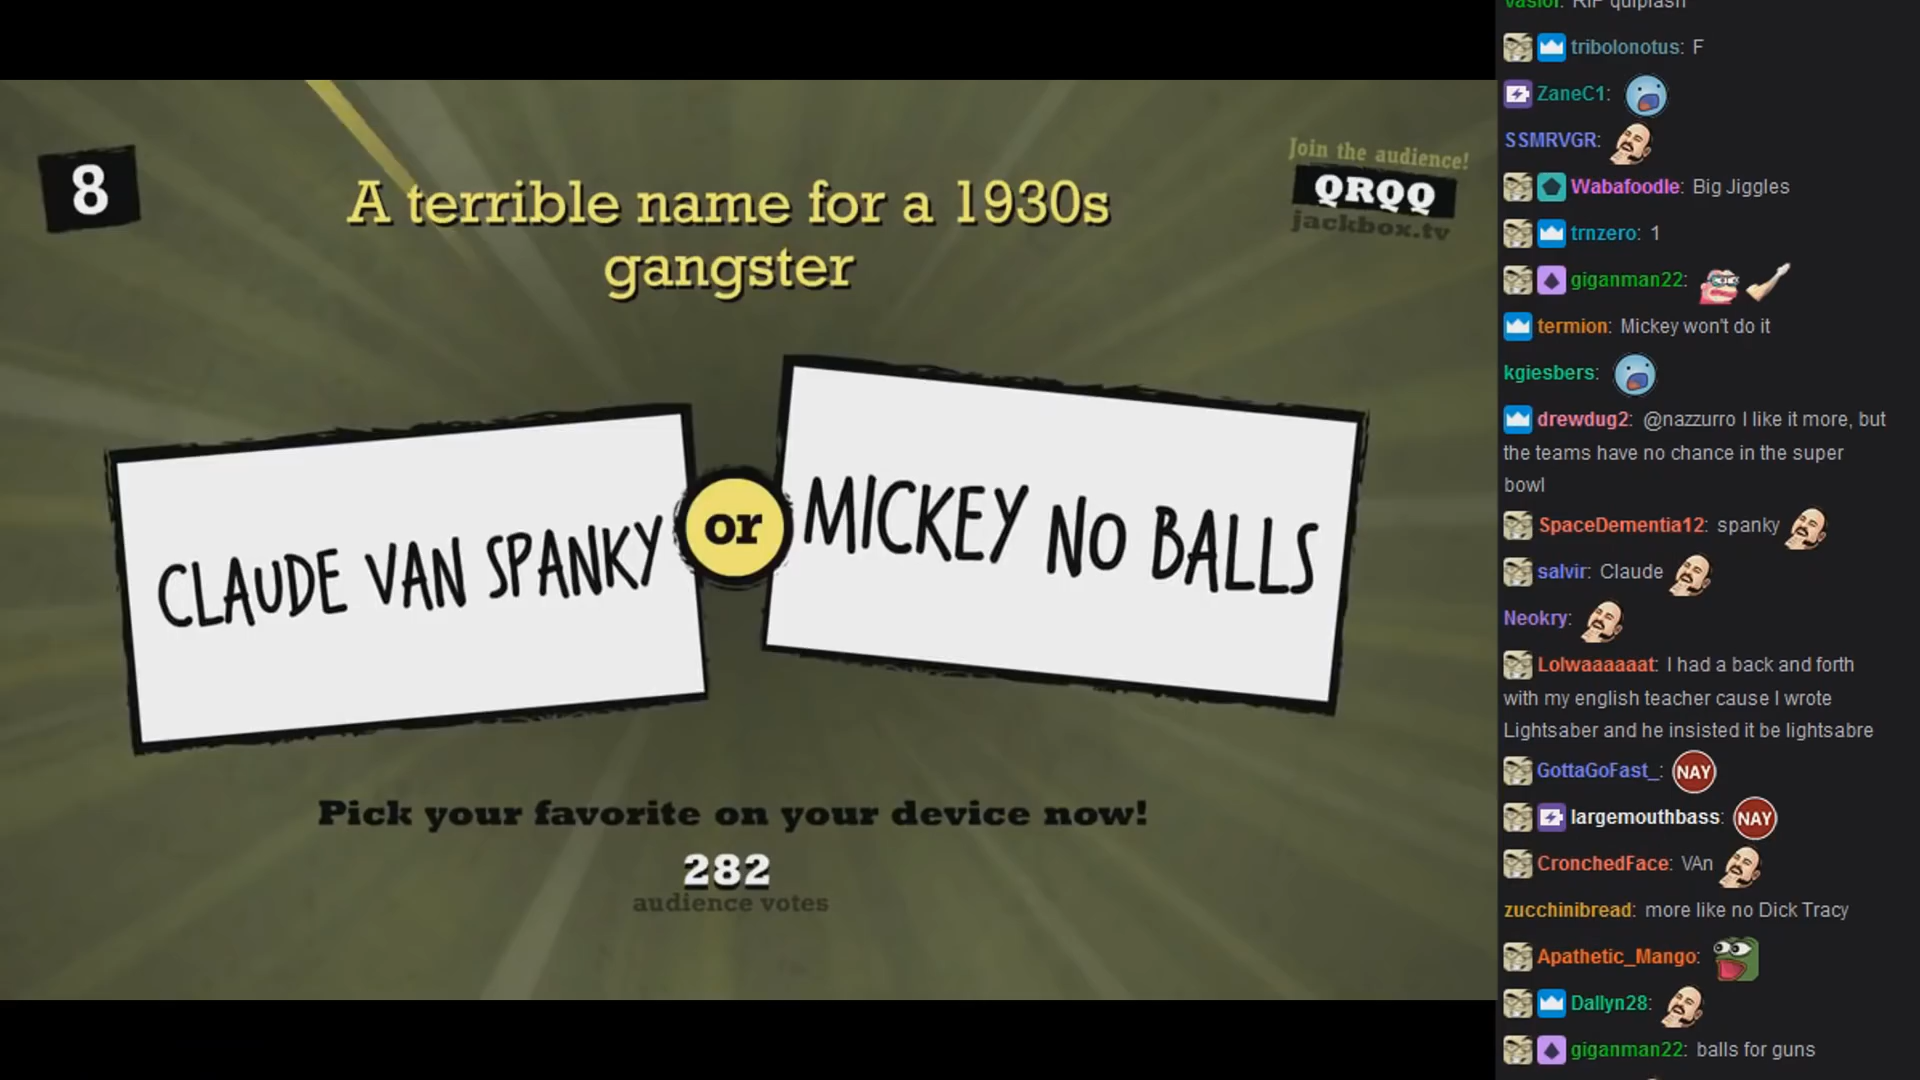 8
A terrible name for a 1930s
gangster
Join the audience!
QRQQ
jackbox.tv
CLAUDE VAN SPANKY
or
MICKEY NO BALLS
Pick your favorite on your device now!
282
audience votes
vasior: RIP quiplash
tribolonotus: F
ZaneC1:
SSMRVGR:
Wabafoodle: Big Jiggles
trnzero: 1
giganman22:
termion: Mickey won't do it
kgiesbers:
drewdug2: @nazzurro I like it more, but
the teams have no chance in the super
bowl
SpaceDementia12: spanky
salvir: Claude
Neokry:
Lolwaaaaaat: I had a back and forth
with my english teacher cause I wrote
Lightsaber and he insisted it be lightsabre
GottaGoFast_: NAY
largemouthbass: NAY
CronchedFace: VAn
zucchinibread: more like no Dick Tracy
Apathetic_Mango:
Dallyn28:
giganman22: balls for guns